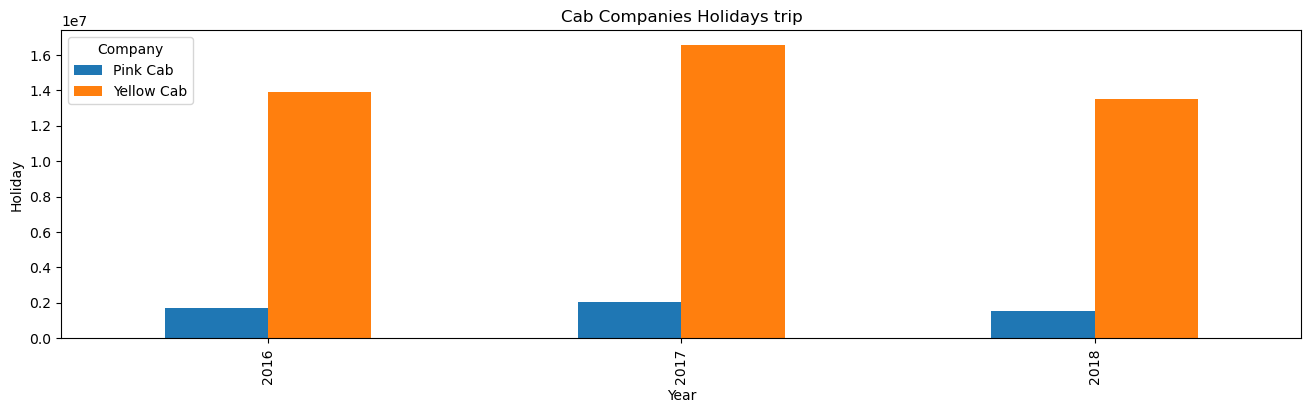 Cab Companies Holidays trip
1e7
Company
Pink Cab
Yellow Cab
1.6
1.4
1.2
1.0
0.8
0.6
0.4
0.2
0.0
Holiday
2016
2017
2018
Year